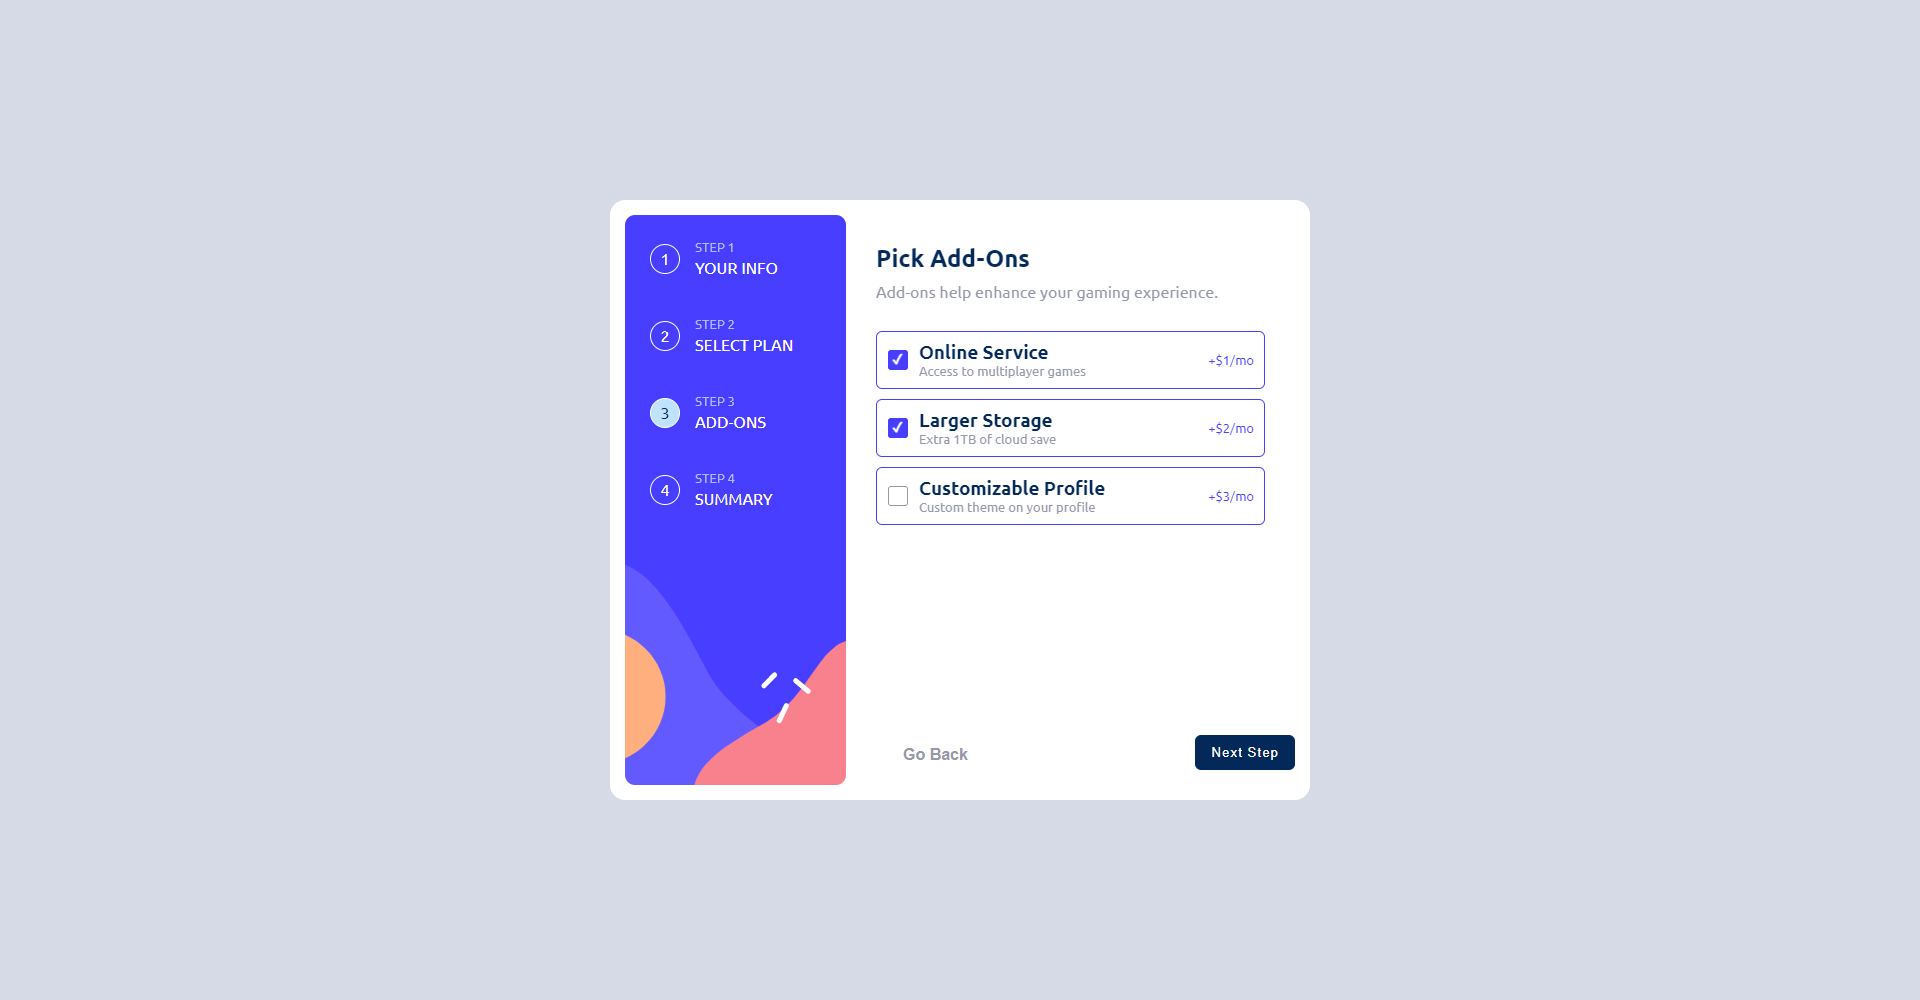 1
STEP 1
YOUR INFO
2
STEP 2
SELECT PLAN
3
STEP 3
ADD-ONS
4
STEP 4
SUMMARY
Pick Add-Ons
Add-ons help enhance your gaming experience.
Online Service
Access to multiplayer games
+$1/mo
Larger Storage
Extra 1TB of cloud save
+$2/mo
Customizable Profile
Custom theme on your profile
+$3/mo
Go Back
Next Step